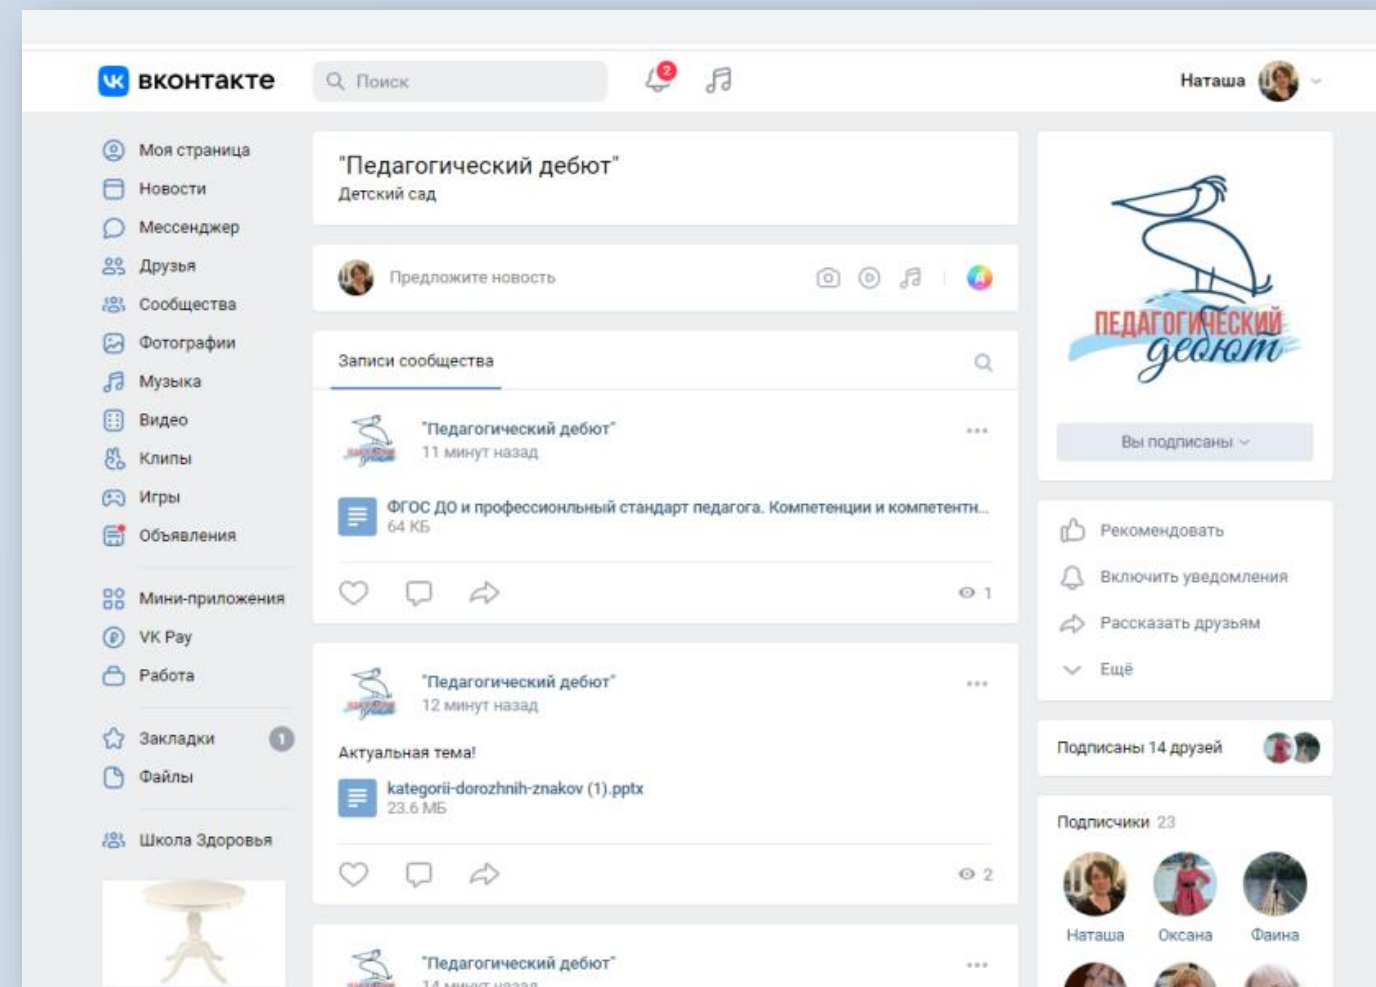 вконтакте
Поиск
2
Наташа
Моя страница
Новости
Мессенджер
Друзья
Сообщества
Фотографии
Музыка
Видео
Клипы
Игры
Объявления
Мини-приложения
VK Pay
Работа
Закладки 1
Файлы
Школа Здоровья
"Педагогический дебют"
Детский сад
Предложите новость
Записи сообщества
"Педагогический дебют"
11 минут назад
ФГОС ДО и профессионльный стандарт педагога. Компетенции и компетентн...
64 КБ
1
"Педагогический дебют"
12 минут назад
Актуальная тема!
kategorii-dorozhnih-znakov (1).pptx
23.6 МБ
2
"Педагогический дебют"
14 минут назад
ПЕДАГОГИЧЕСКИЙ
дебют
Вы подписаны
Рекомендовать
Включить уведомления
Рассказать друзьям
Ещё
Подписаны 14 друзей
Подписчики 23
Наташа Оксана Фаина